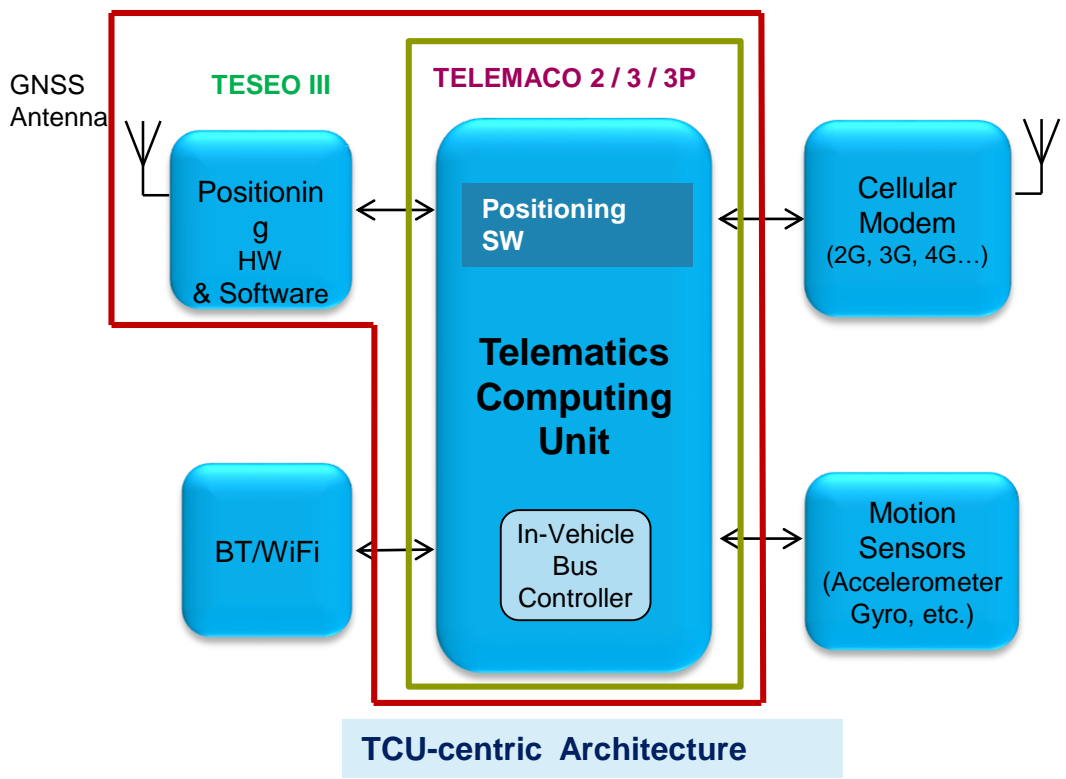 GNSS
Antenna
TESEO III
TELEMACO 2 / 3 / 3P
Positionin
g
HW
& Software
Positioning
SW
Cellular
Modem
(2G, 3G, 4G…)
Telematics
Computing
Unit
BT/WiFi
In-Vehicle
Bus
Controller
Motion
Sensors
(Accelerometer
Gyro, etc.)
TCU-centric Architecture